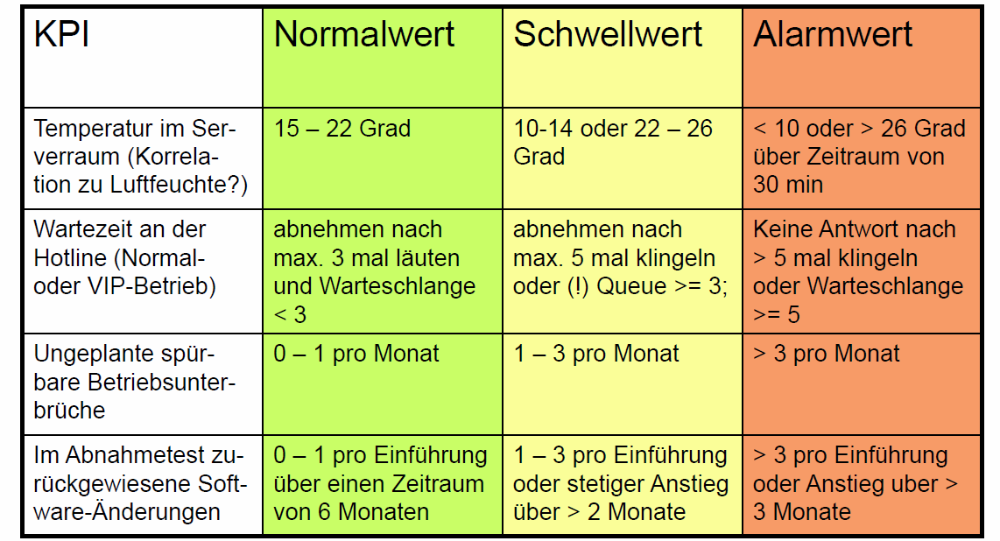 KPI
Normalwert
Schwellwert
Alarmwert
Temperatur im Ser-
verraum (Korrela-
tion zu Luftfeuchte?)
15 – 22 Grad
10-14 oder 22 – 26
Grad
< 10 oder > 26 Grad
über Zeitraum von
30 min
Wartezeit an der
Hotline (Normal-
oder VIP-Betrieb)
abnehmen nach
max. 3 mal läuten
und Warteschlange
< 3
abnehmen nach
max. 5 mal klingeln
oder (!) Queue >= 3;
Keine Antwort nach
> 5 mal klingeln
oder Warteschlange
>= 5
Ungeplante spür-
bare Betriebsunter-
brüche
0 – 1 pro Monat
1 – 3 pro Monat
> 3 pro Monat
Im Abnahmetest zu-
rückgewiesene Soft-
ware-Änderungen
0 – 1 pro Einführung
über einen Zeitraum
von 6 Monaten
1 – 3 pro Einführung
oder stetiger Anstieg
über > 2 Monate
> 3 pro Einführung
oder Anstieg uber >
3 Monate